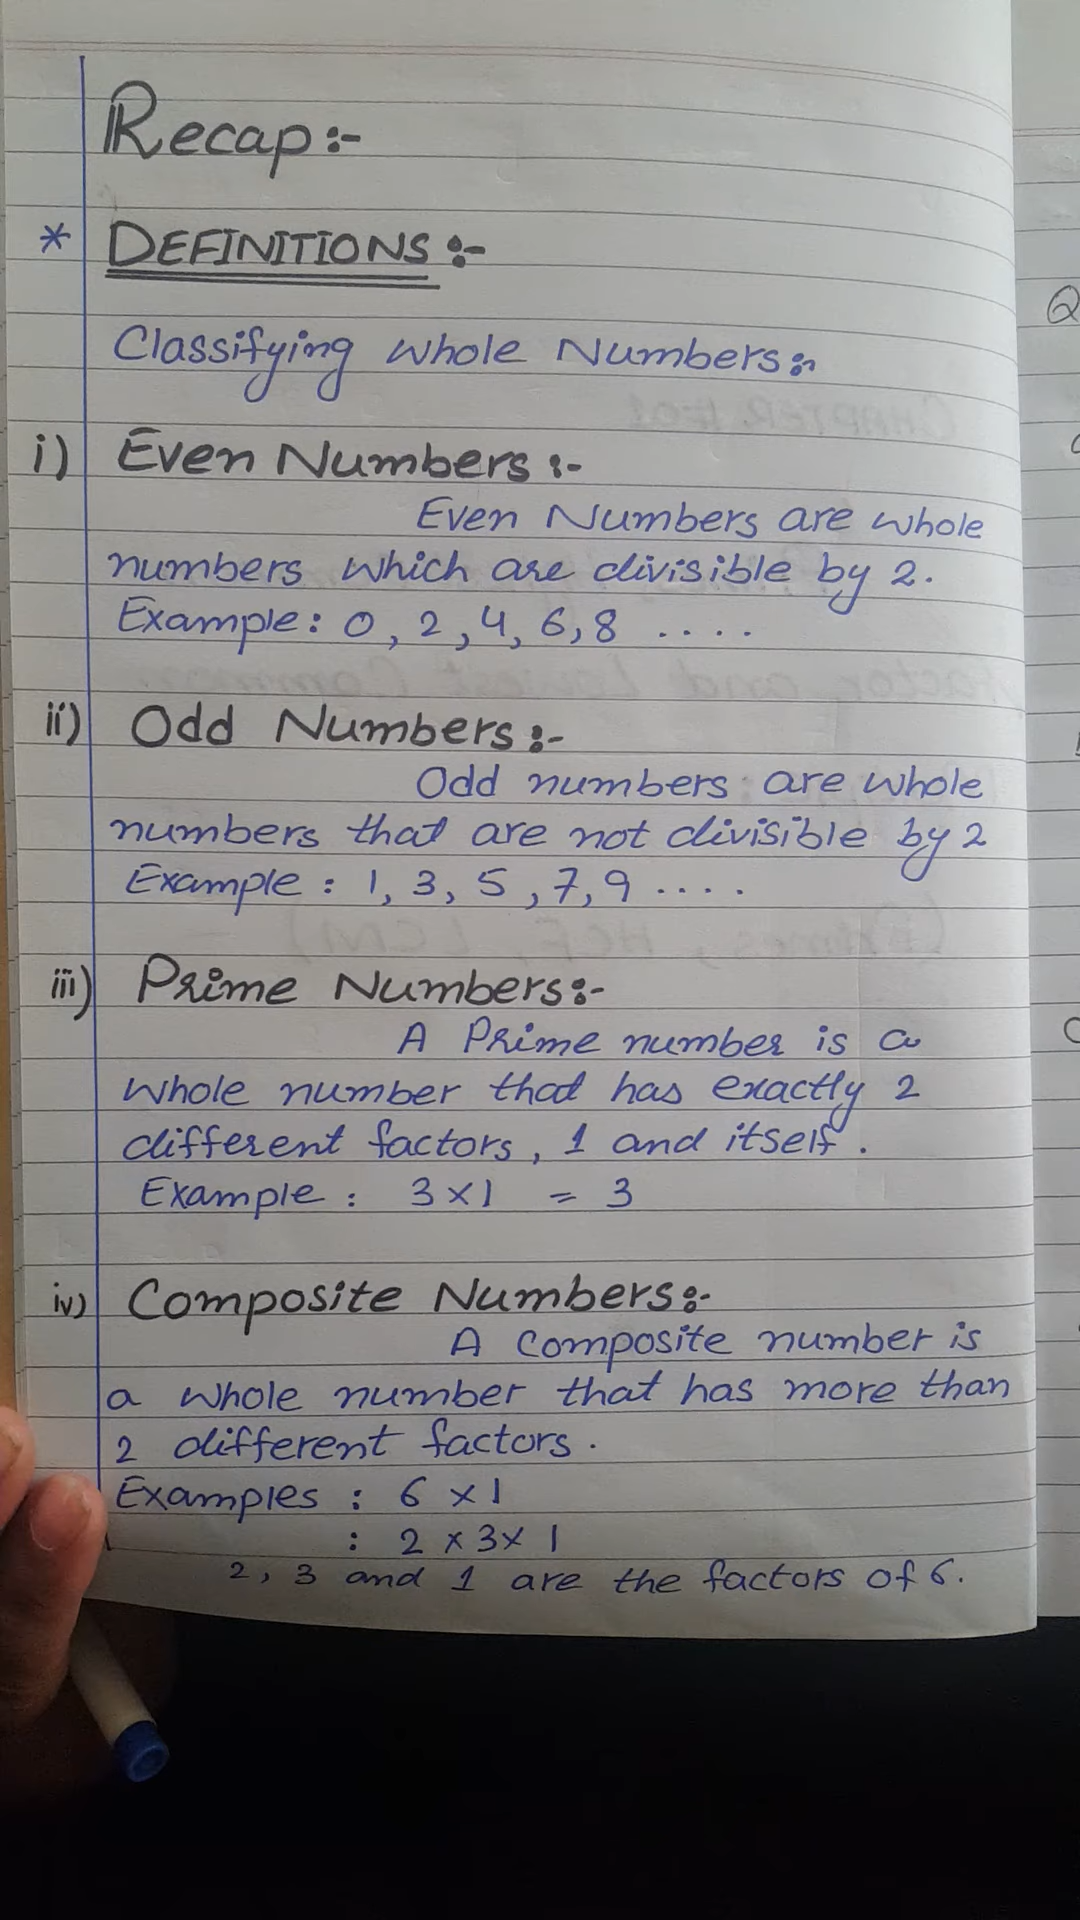 Recap:-
* DEFINITIONS :-
Classifying Whole Numbers:-
i) Even Numbers :-
Even Numbers are whole
numbers which are divisible by 2.
Example: 0, 2, 4, 6, 8 ....
ii) Odd Numbers :-
Odd numbers are whole
numbers that are not divisible by 2
Example : 1, 3, 5, 7, 9 ....
iii) Prime Numbers:-
A Prime number is a
whole number that has exactly 2
different factors, 1 and itself.
Example : 3 x 1 = 3
iv) Composite Numbers:-
A Composite number is
a whole number that has more than
2 different factors.
Examples : 6 x 1
: 2 x 3 x 1
2, 3 and 1 are the factors of 6.